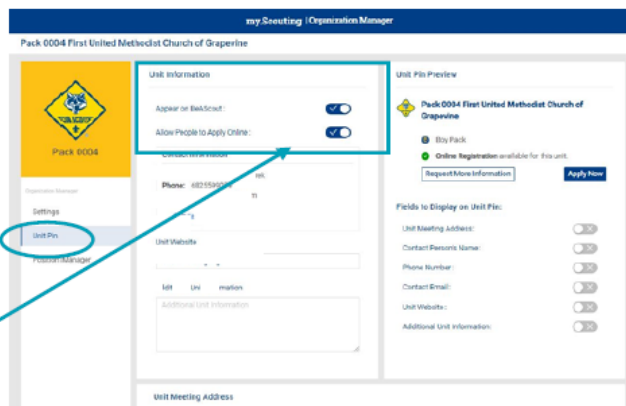 my.Scouting | Organization Manager
Pack 0004 First United Methodist Church of Grapevine
CUB SCOUTS
Pack 0004
Organization Manager
Settings
Unit Pin
Position Manager
Unit Information
Appear on BeAScout:
Allow People to Apply Online:
Contact Information
Phone:
Unit Website
Additional Unit Information
Unit Meeting Address
Unit Pin Preview
Pack 0004 First United Methodist Church of
Grapevine
Boy Pack
Online Registration available for this unit.
Request More Information
Apply Now
Fields to Display on Unit Pin:
Unit Meeting Address:
Contact Person's Name:
Phone Number:
Contact Email:
Unit Website:
Additional Unit Information: